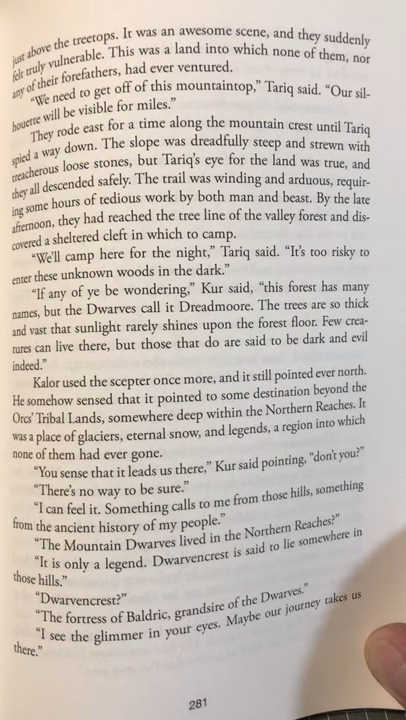 just above the treetops. It was an awesome scene, and they suddenly
felt truly vulnerable. This was a land into which none of them, nor
any of their forefathers, had ever ventured.
“We need to get off of this mountaintop,” Tariq said. “Our sil-
houette will be visible for miles.”
They rode east for a time along the mountain crest until Tariq
spied a way down. The slope was dreadfully steep and strewn with
treacherous loose stones, but Tariq’s eye for the land was true, and
they all descended safely. The trail was winding and arduous, requir-
ing some hours of tedious work by both man and beast. By the late
afternoon, they had reached the tree line of the valley forest and dis-
covered a sheltered cleft in which to camp.
“We’ll camp here for the night,” Tariq said. “It’s too risky to
enter these unknown woods in the dark.”
“If any of ye be wondering,” Kur said, “this forest has many
names, but the Dwarves call it Dreadmoore. The trees are so thick
and vast that sunlight rarely shines upon the forest floor. Few crea-
tures can live there, but those that do are said to be dark and evil
indeed.”
Kalor used the scepter once more, and it still pointed ever north.
He somehow sensed that it pointed to some destination beyond the
Orcs’ Tribal Lands, somewhere deep within the Northern Reaches. It
was a place of glaciers, eternal snow, and legends, a region into which
none of them had ever gone.
“You sense that it leads us there,” Kur said pointing, “don’t you?”
“There’s no way to be sure.”
“I can feel it. Something calls to me from those hills, something
from the ancient history of my people.”
“The Mountain Dwarves lived in the Northern Reaches?”
“It is only a legend. Dwarvencrest is said to lie somewhere in
those hills.”
“Dwarvencrest?”
“The fortress of Baldric, grandsire of the Dwarves.”
“I see the glimmer in your eyes. Maybe our journey takes us
there.”
281